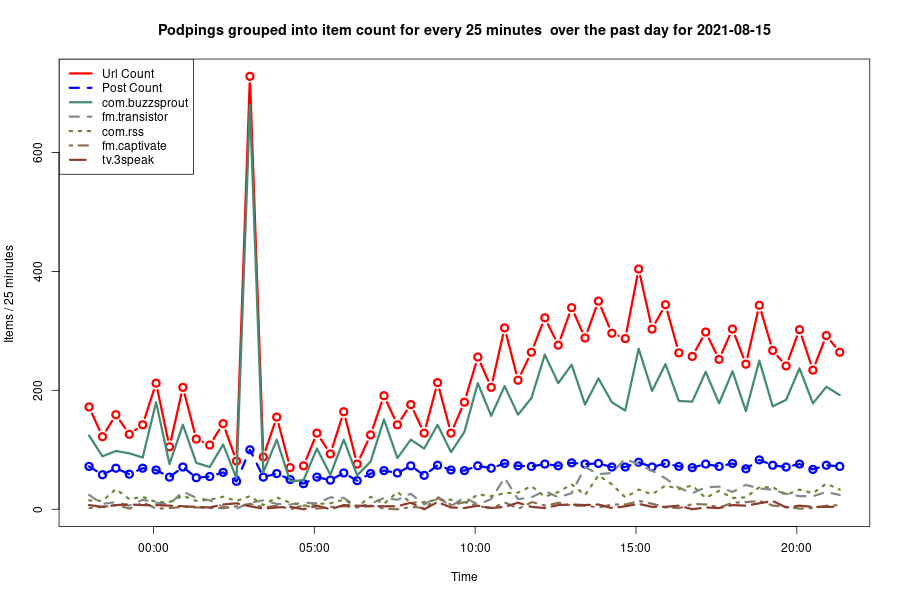 Podpings grouped into item count for every 25 minutes  over the past day for 2021-08-15
Url Count
Post Count
com.buzzsprout
fm.transistor
com.rss
fm.captivate
tv.3speak
Items / 25 minutes
600
400
200
0
00:00
05:00
10:00
15:00
20:00
Time